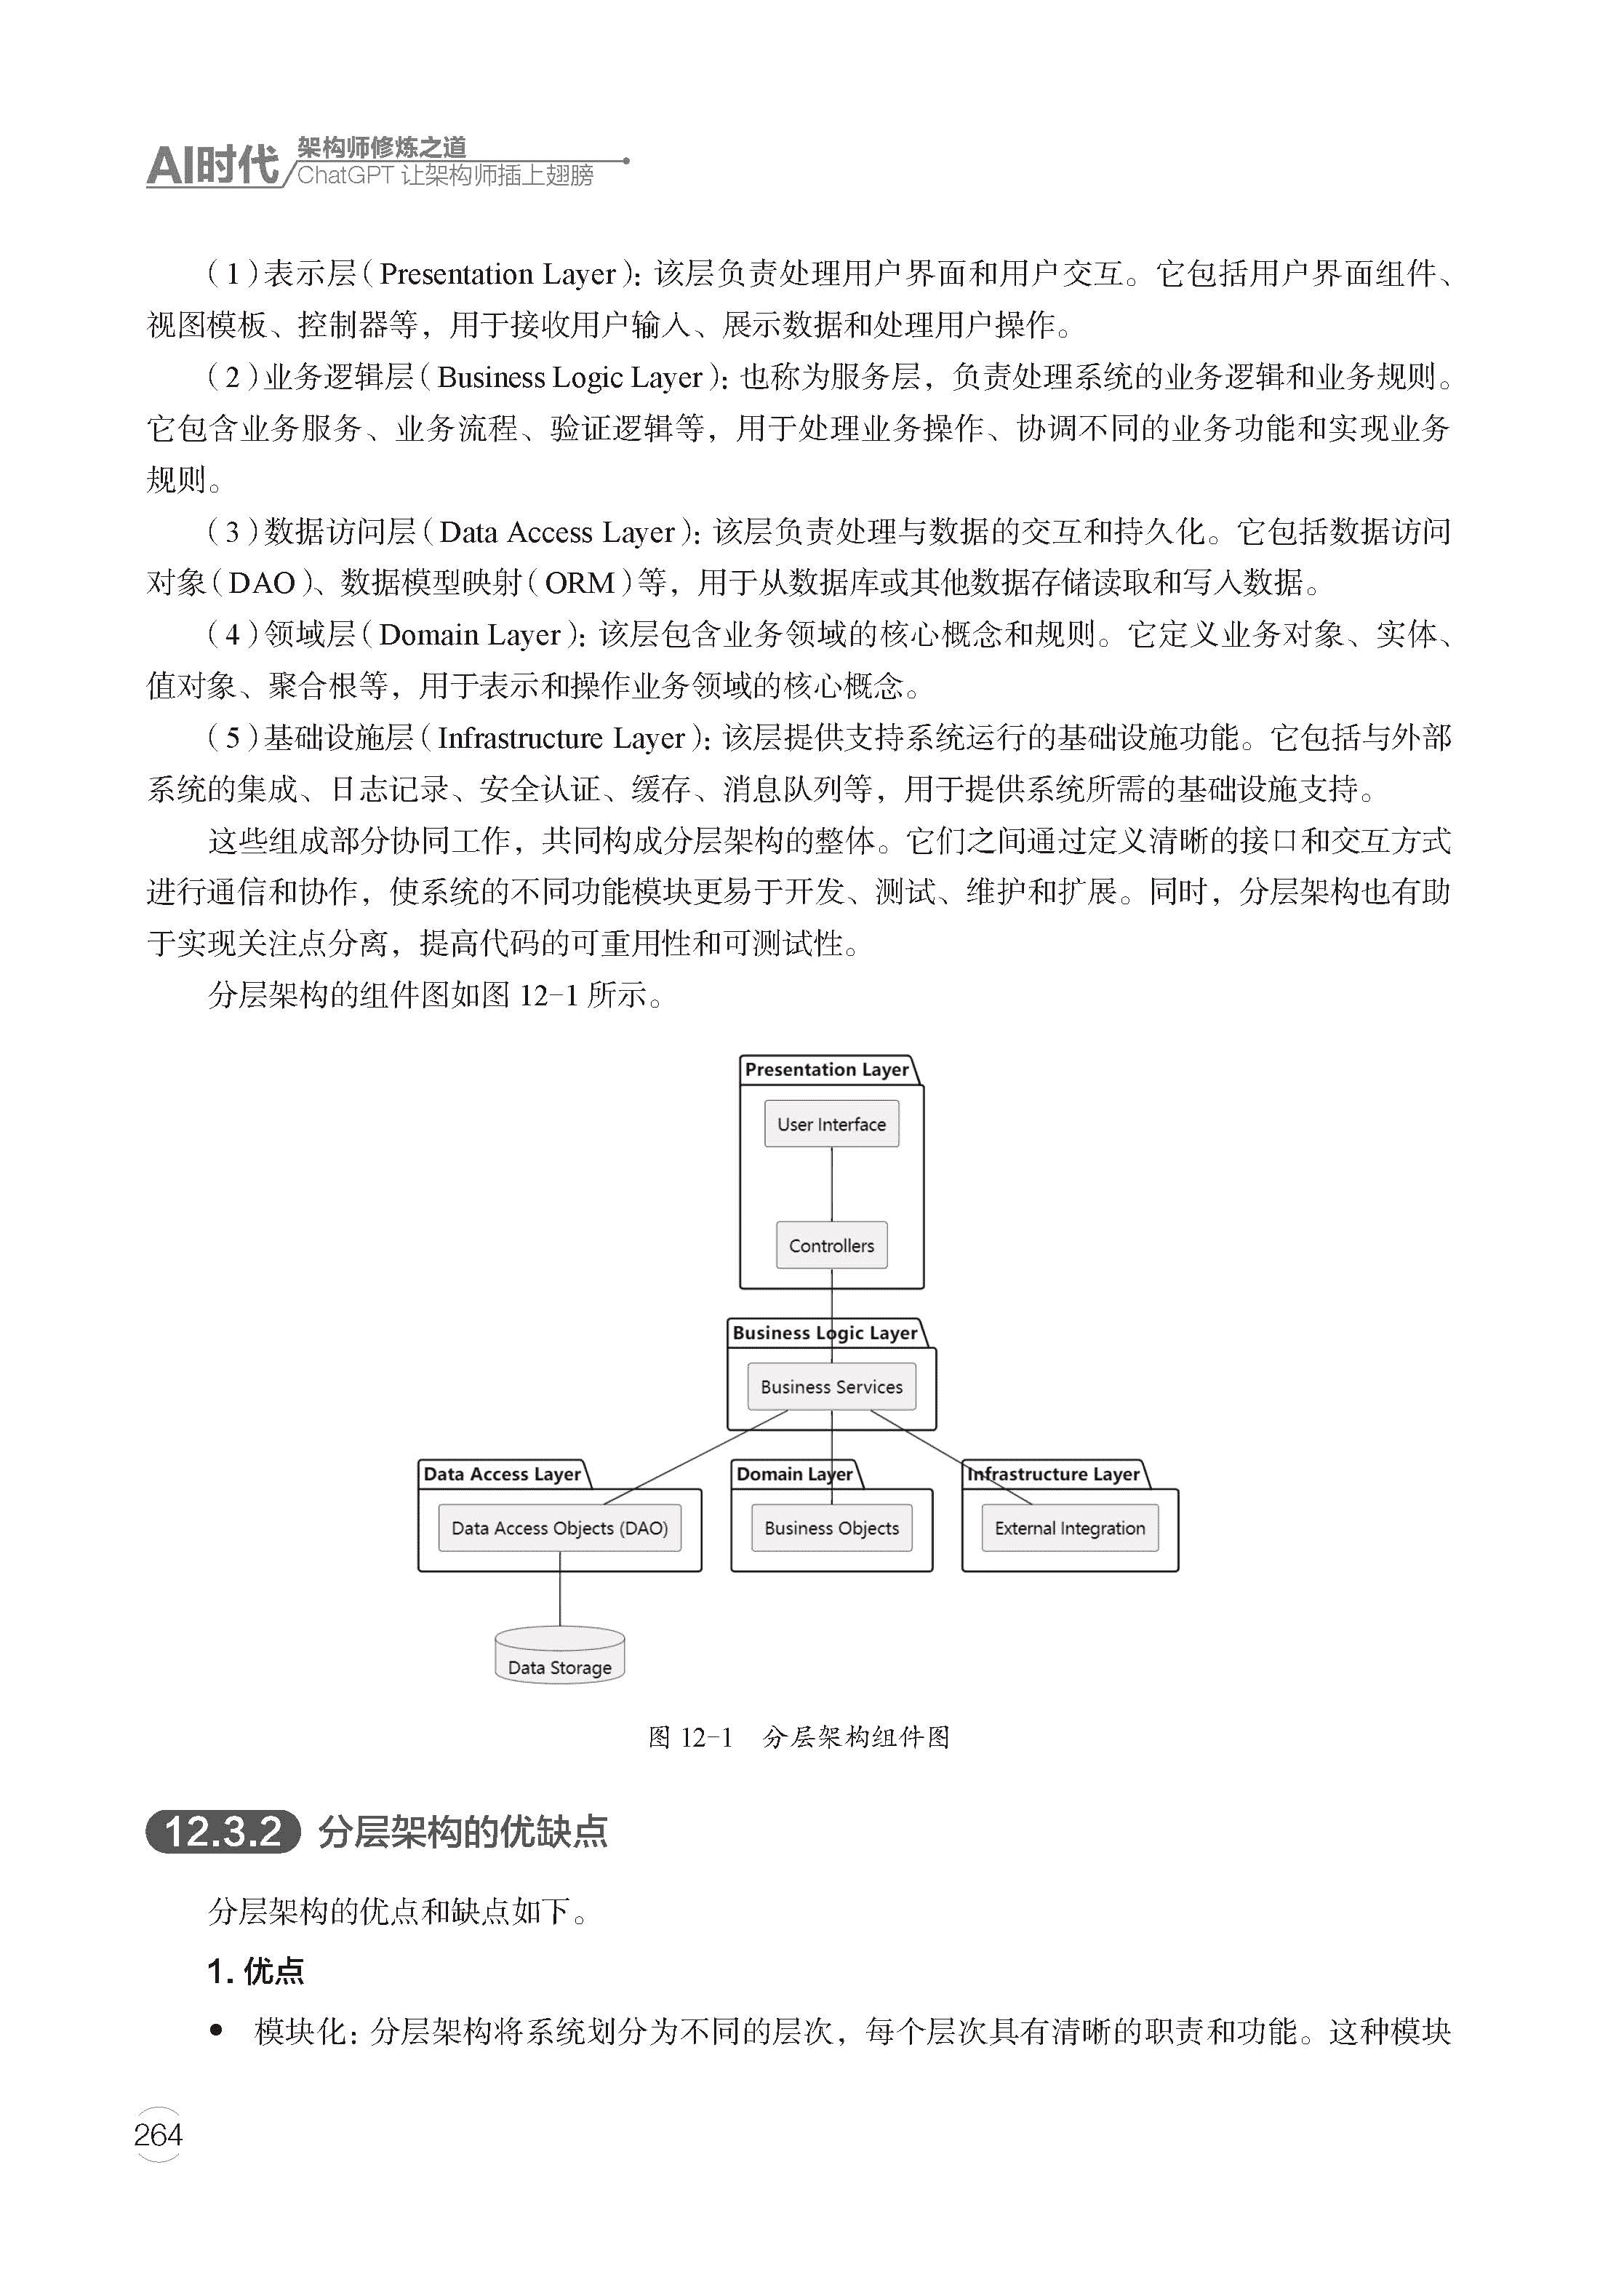 AI时代
架构师修炼之道
ChatGPT 让架构师插上翅膀
（1）表示层（Presentation Layer）：该层负责处理用户界面和用户交互。它包括用户界面组件、
视图模板、控制器等，用于接收用户输入、展示数据和处理用户操作。
（2）业务逻辑层（Business Logic Layer）：也称为服务层，负责处理系统的业务逻辑和业务规则。
它包含业务服务、业务流程、验证逻辑等，用于处理业务操作、协调不同的业务功能和实现业务
规则。
（3）数据访问层（Data Access Layer）：该层负责处理与数据的交互和持久化。它包括数据访问
对象（DAO）、数据模型映射（ORM）等，用于从数据库或其他数据存储读取和写入数据。
（4）领域层（Domain Layer）：该层包含业务领域的核心概念和规则。它定义业务对象、实体、
值对象、聚合根等，用于表示和操作业务领域的核心概念。
（5）基础设施层（Infrastructure Layer）：该层提供支持系统运行的基础设施功能。它包括与外部
系统的集成、日志记录、安全认证、缓存、消息队列等，用于提供系统所需的基础设施支持。
这些组成部分协同工作，共同构成分层架构的整体。它们之间通过定义清晰的接口和交互方式
进行通信和协作，使系统的不同功能模块更易于开发、测试、维护和扩展。同时，分层架构也有助
于实现关注点分离，提高代码的可重用性和可测试性。
分层架构的组件图如图 12-1 所示。
Presentation Layer
User Interface
Controllers
Business Logic Layer
Business Services
Data Access Layer
Domain Layer
Infrastructure Layer
Data Access Objects (DAO)
Business Objects
External Integration
Data Storage
图 12-1 分层架构组件图
12.3.2 分层架构的优缺点
分层架构的优点和缺点如下。
1. 优点
● 模块化：分层架构将系统划分为不同的层次，每个层次具有清晰的职责和功能。这种模块
264